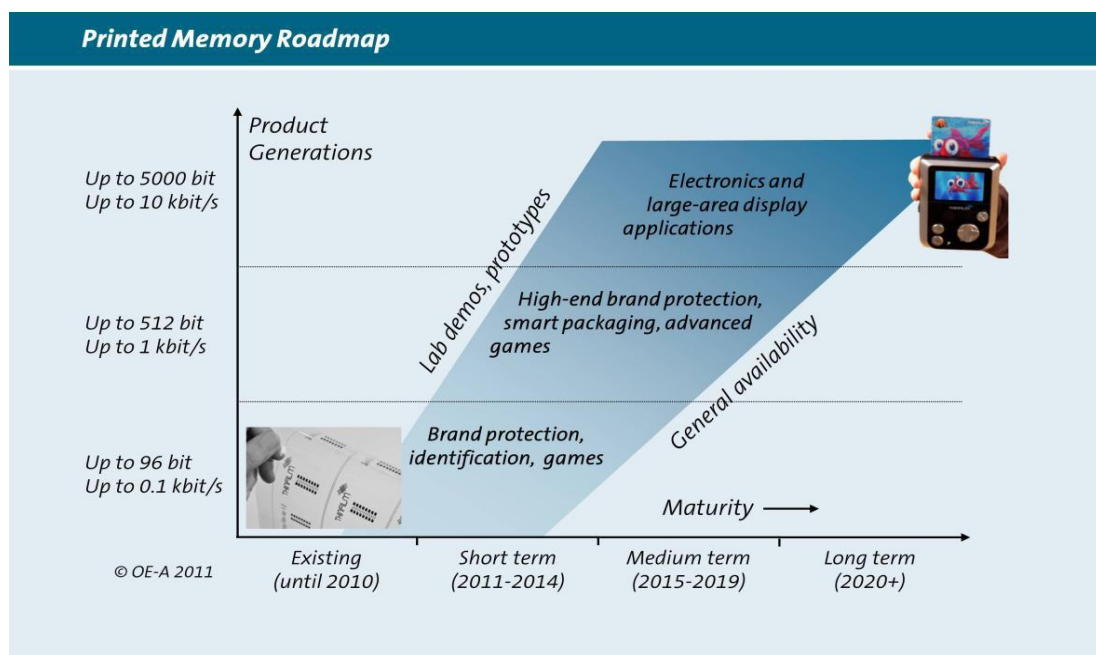 Printed Memory Roadmap
Product
Generations
Up to 5000 bit
Up to 10 kbit/s
Electronics and
large-area display
applications
Lab demos, prototypes
Up to 512 bit
Up to 1 kbit/s
High-end brand protection,
smart packaging, advanced
games
General availability
Up to 96 bit
Up to 0.1 kbit/s
THINFILM
THINFILM
Brand protection,
identification, games
Maturity
Existing
(until 2010)
Short term
(2011-2014)
Medium term
(2015-2019)
Long term
(2020+)
© OE-A 2011